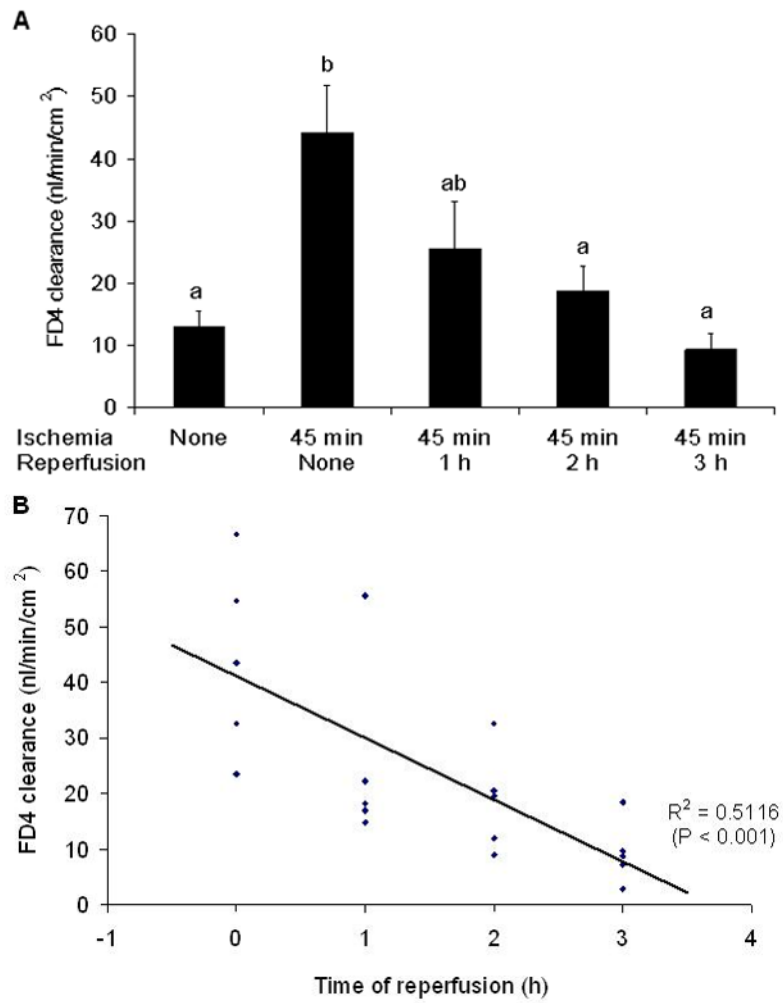 A
FD4 clearance (nl/min/cm²)
60
50
40
30
20
10
0
a
b
ab
a
a
Ischemia None 45 min 45 min 45 min 45 min
Reperfusion None 1 h 2 h 3 h
B
FD4 clearance (nl/min/cm²)
70
60
50
40
30
20
10
0
R² = 0.5116
(P < 0.001)
-1 0 1 2 3 4
Time of reperfusion (h)